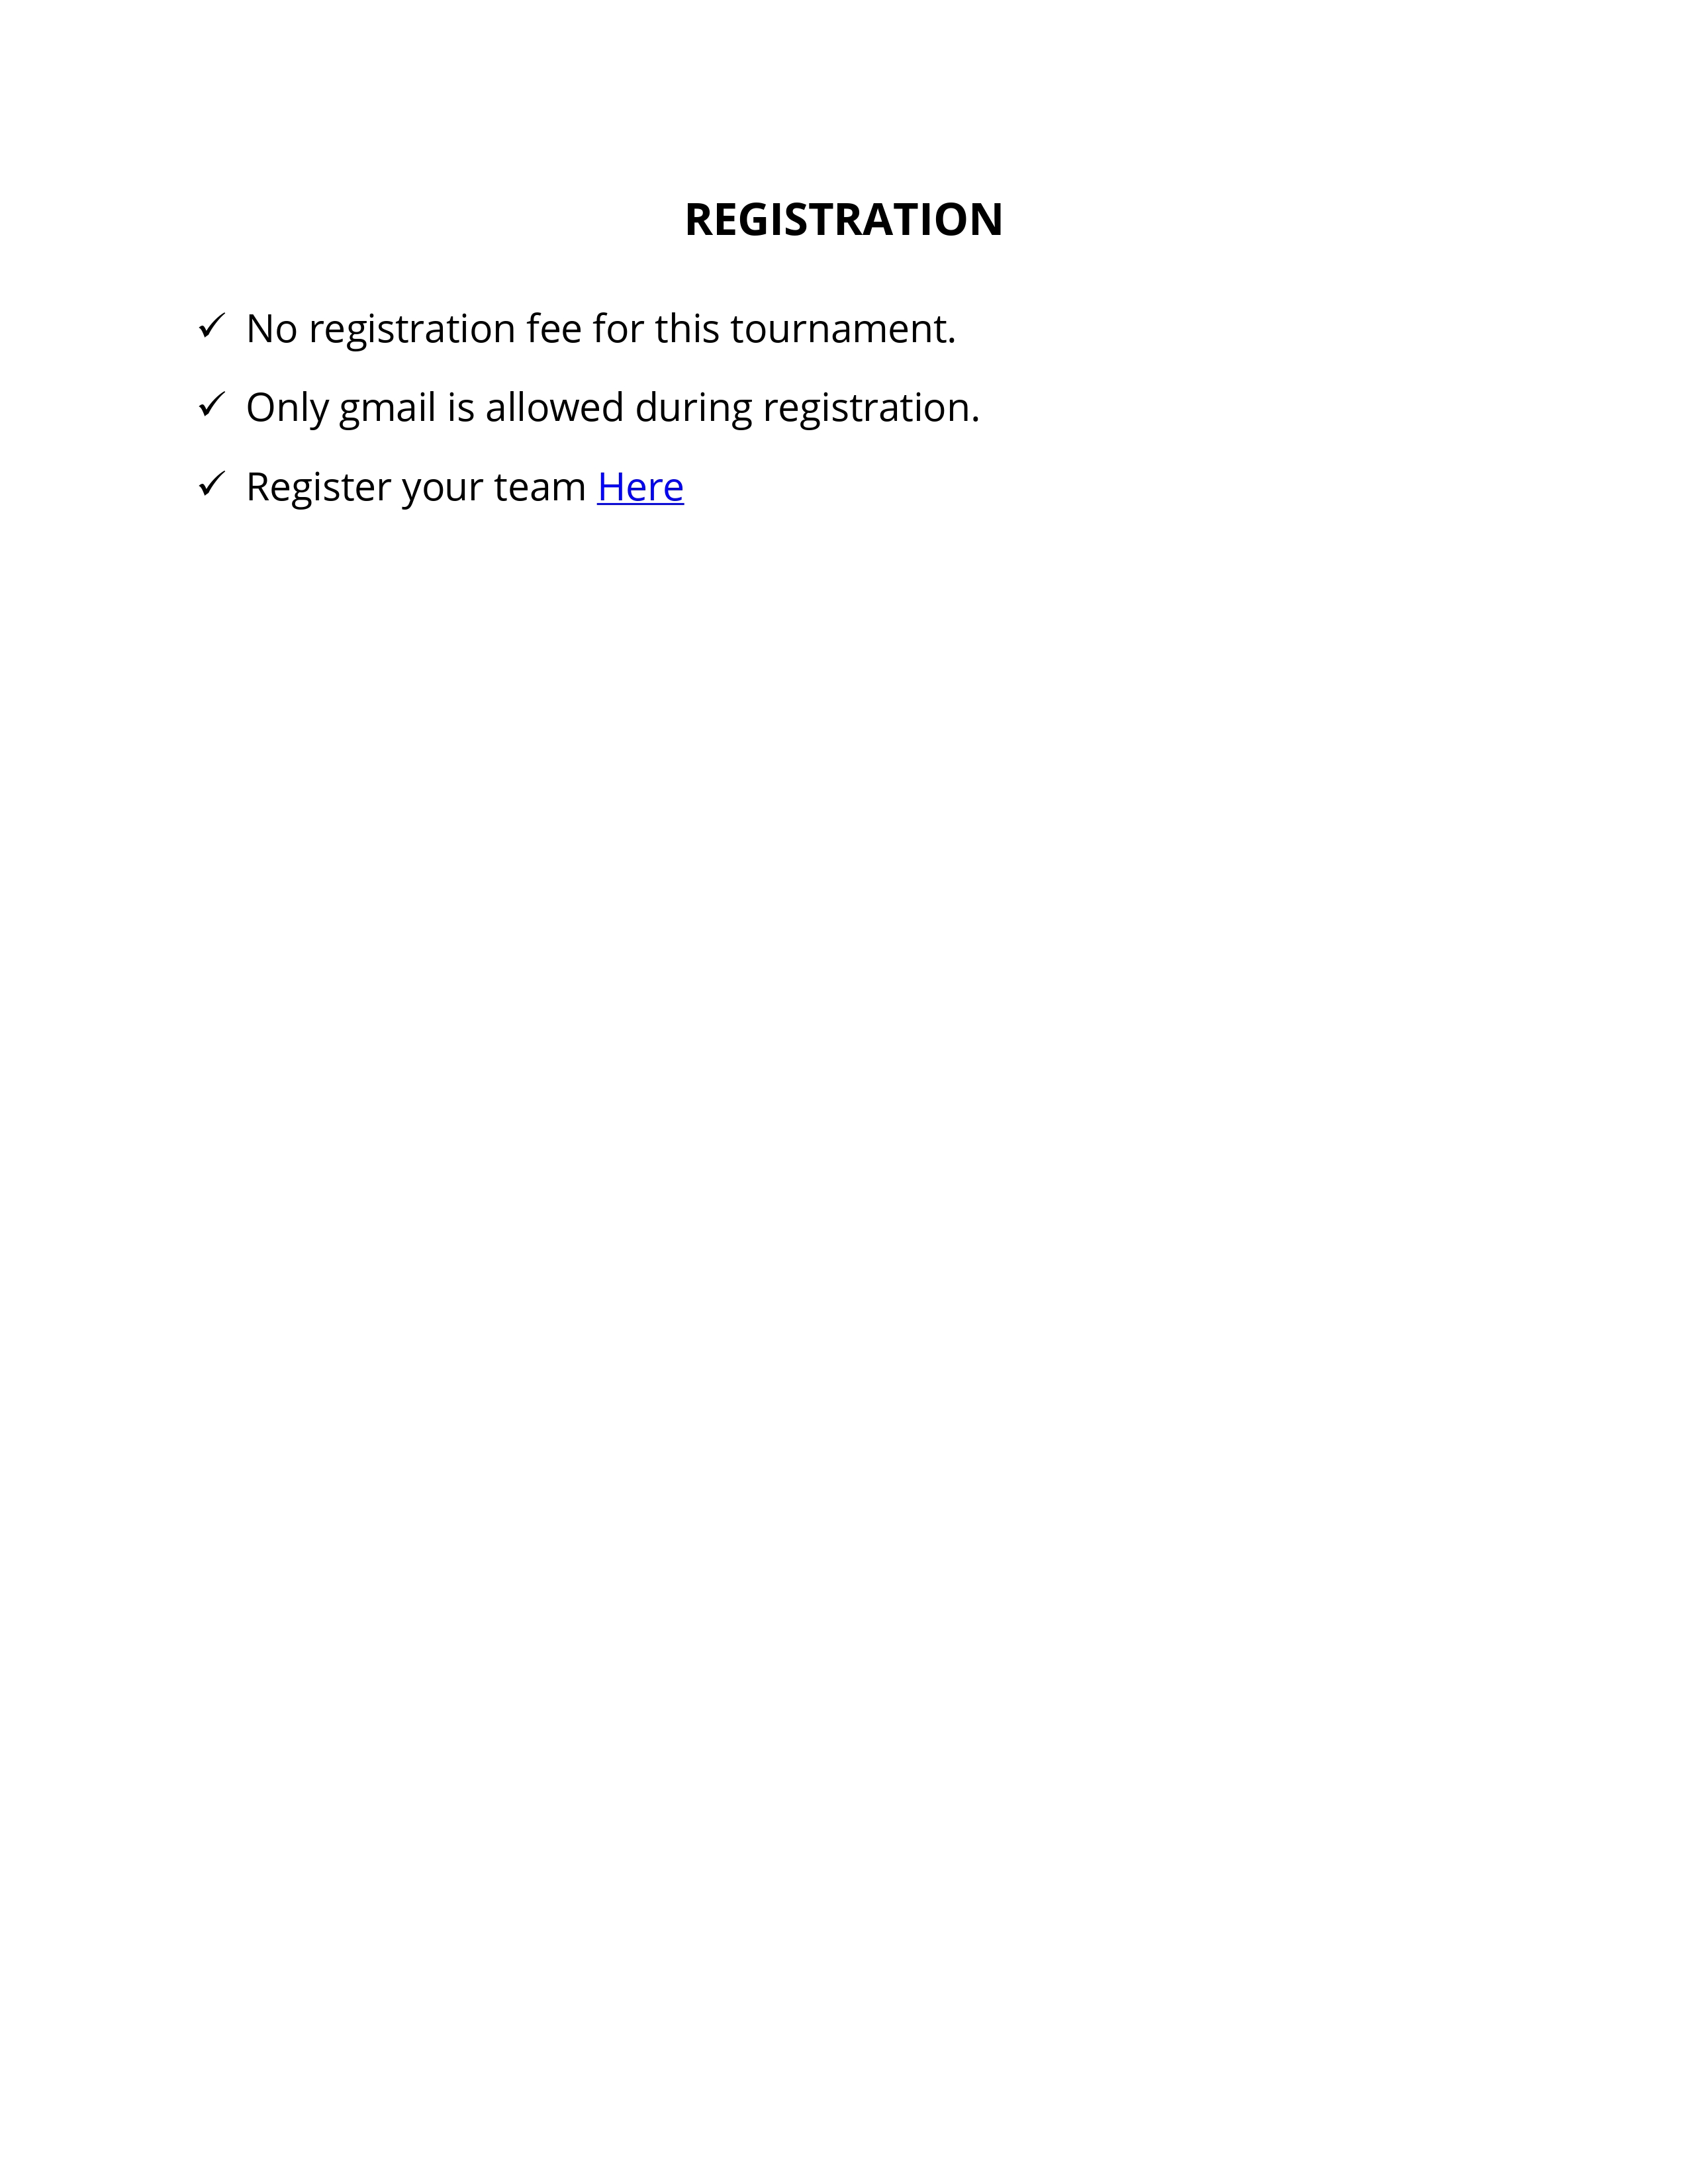 REGISTRATION
✓ No registration fee for this tournament.
✓ Only gmail is allowed during registration.
✓ Register your team Here